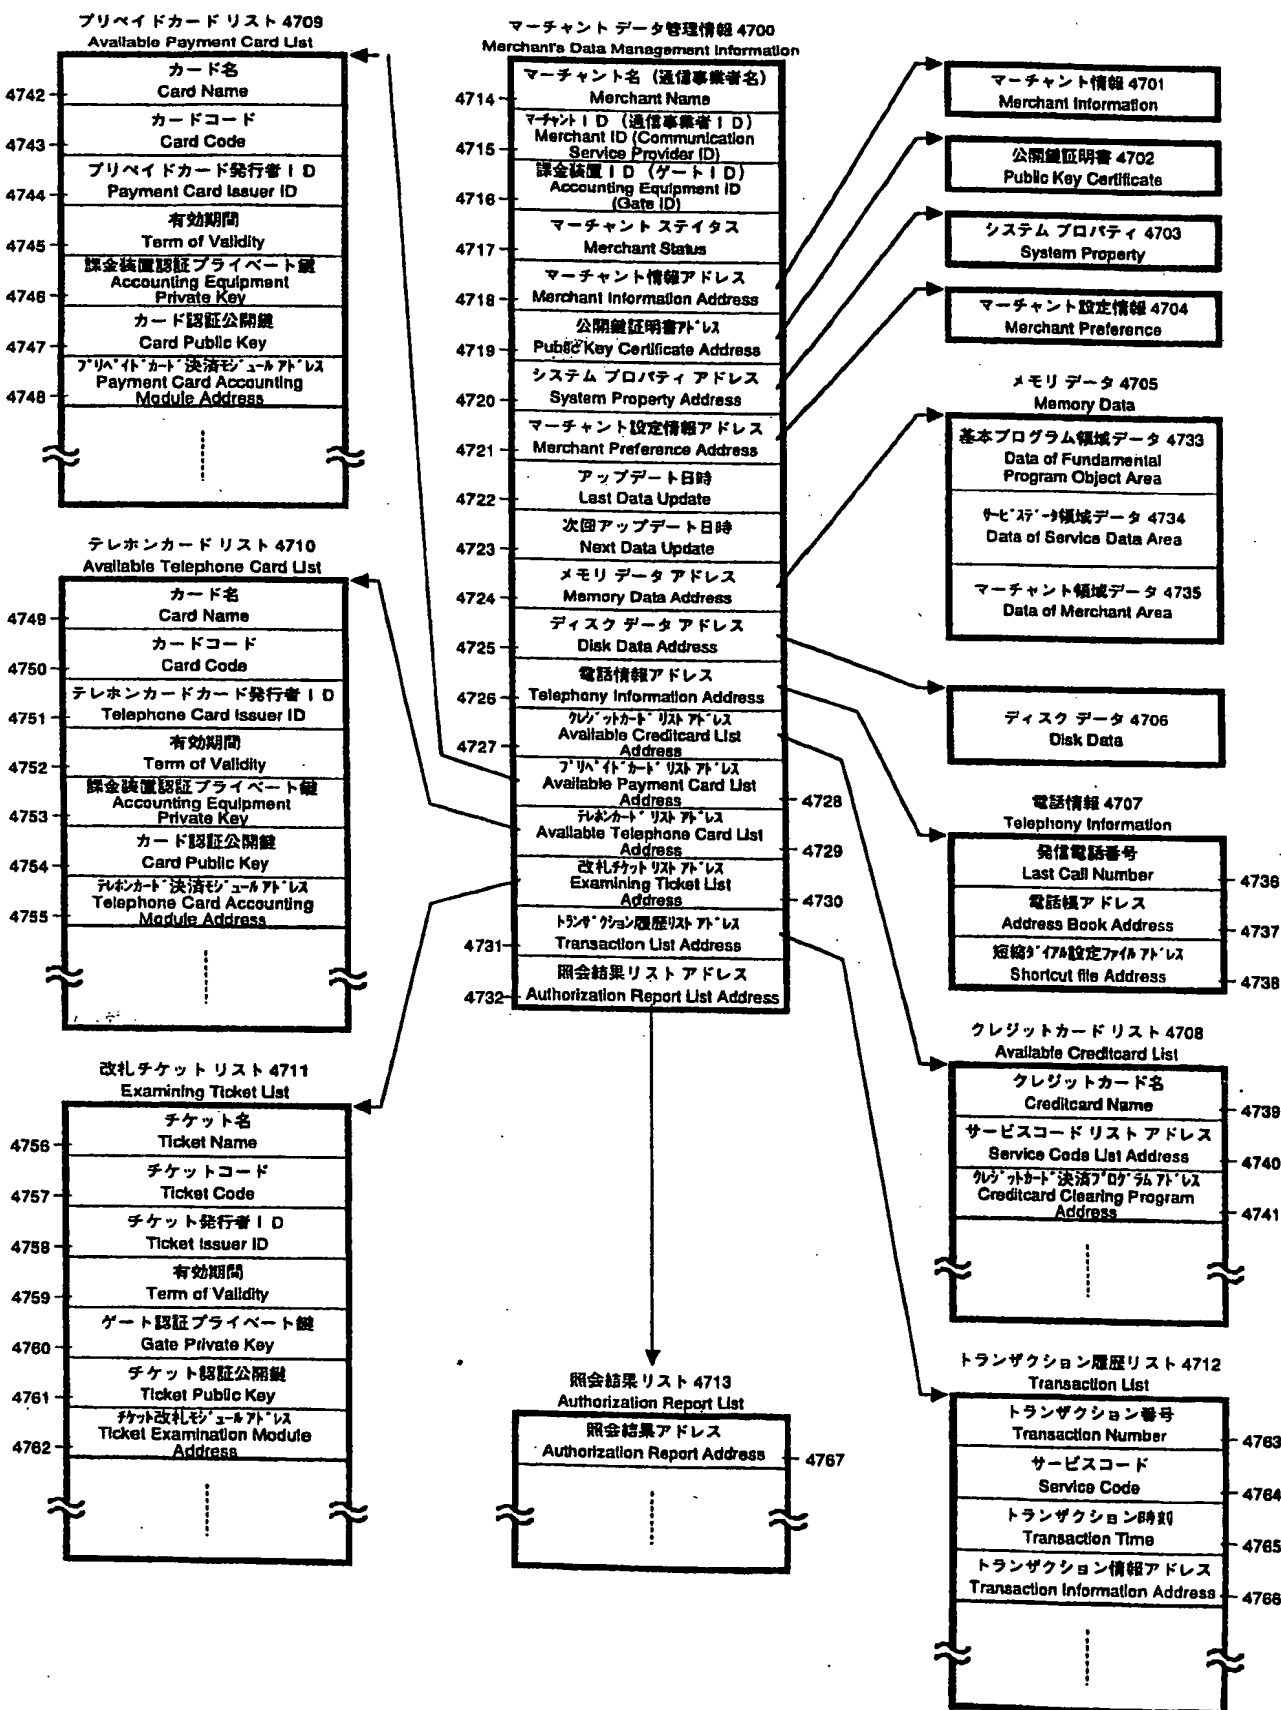 プリペイドカード リスト 4709
Available Payment Card List
カード名
Card Name
4742
カードコード
Card Code
4743
プリペイドカード発行者ID
Payment Card Issuer ID
4744
有効期間
Term of Validity
4745
課金装置認証プライベート鍵
Accounting Equipment
Private Key
4746
カード認証公開鍵
Card Public Key
4747
プリペイドカード決済モジュールアドレス
Payment Card Accounting
Module Address
4748
テレホンカード リスト 4710
Available Telephone Card List
カード名
Card Name
4749
カードコード
Card Code
4750
テレホンカードカード発行者ID
Telephone Card Issuer ID
4751
有効期間
Term of Validity
4752
課金装置認証プライベート鍵
Accounting Equipment
Private Key
4753
カード認証公開鍵
Card Public Key
4754
テレホンカード決済モジュールアドレス
Telephone Card Accounting
Module Address
4755
改札チケット リスト 4711
Examining Ticket List
チケット名
Ticket Name
4756
チケットコード
Ticket Code
4757
チケット発行者ID
Ticket Issuer ID
4758
有効期間
Term of Validity
4759
ゲート認証プライベート鍵
Gate Private Key
4760
チケット認証公開鍵
Ticket Public Key
4761
チケット改札モジュールアドレス
Ticket Examination Module
Address
4762
マーチャント データ管理情報 4700
Merchant's Data Management Information
マーチャント名(通信事業者名)
Merchant Name
4714
マーチャントID(通信事業者ID)
Merchant ID (Communication
Service Provider ID)
4715
課金装置ID(ゲートID)
Accounting Equipment ID
(Gate ID)
4716
マーチャント ステイタス
Merchant Status
4717
マーチャント情報アドレス
Merchant Information Address
4718
公開鍵証明書アドレス
Public Key Certificate Address
4719
システム プロパティ アドレス
System Property Address
4720
マーチャント設定情報アドレス
Merchant Preference Address
4721
アップデート日時
Last Data Update
4722
次回アップデート日時
Next Data Update
4723
メモリ データ アドレス
Memory Data Address
4724
ディスク データ アドレス
Disk Data Address
4725
電話情報アドレス
Telephony Information Address
4726
クレジットカード リスト アドレス
Available Creditcard List
Address
4727
プリペイドカード リスト アドレス
Available Payment Card List
Address
4728
テレホンカード リスト アドレス
Available Telephone Card List
Address
4729
改札チケット リスト アドレス
Examining Ticket List
Address
4730
トランザクション履歴リスト アドレス
Transaction List Address
4731
照会結果リスト アドレス
Authorization Report List Address
4732
照会結果リスト 4713
Authorization Report List
照会結果アドレス
Authorization Report Address
4767
マーチャント情報 4701
Merchant Information
公開鍵証明書 4702
Public Key Certificate
システム プロパティ 4703
System Property
マーチャント設定情報 4704
Merchant Preference
メモリ データ 4705
Memory Data
基本プログラム領域データ 4733
Data of Fundamental
Program Object Area
サービスデータ領域データ 4734
Data of Service Data Area
マーチャント領域データ 4735
Data of Merchant Area
ディスク データ 4706
Disk Data
電話情報 4707
Telephony Information
発信電話番号
Last Call Number
4736
電話帳アドレス
Address Book Address
4737
短縮ダイアル設定ファイル アドレス
Shortcut file Address
4738
クレジットカード リスト 4708
Available Creditcard List
クレジットカード名
Creditcard Name
4739
サービスコード リスト アドレス
Service Code List Address
4740
クレジットカード決済プログラム アドレス
Creditcard Clearing Program
Address
4741
トランザクション履歴リスト 4712
Transaction List
トランザクション番号
Transaction Number
4763
サービスコード
Service Code
4764
トランザクション時刻
Transaction Time
4765
トランザクション情報アドレス
Transaction Information Address
4766